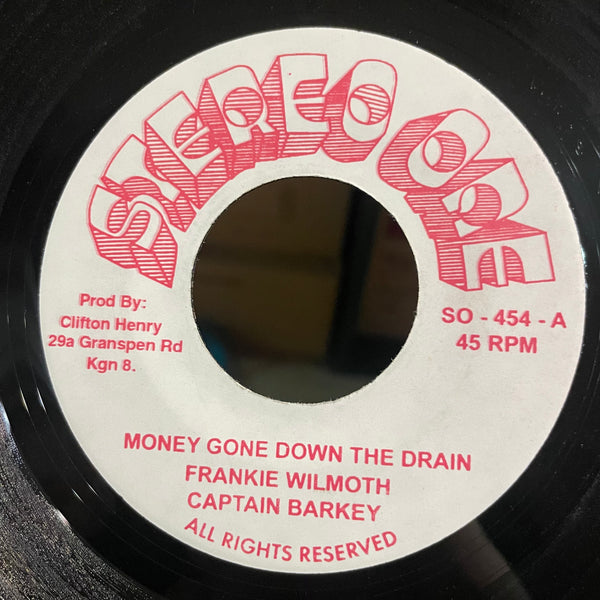 STEREO ONE
Prod By:
Clifton Henry
29a Granspen Rd
Kgn 8.
SO - 454 - A
45 RPM
MONEY GONE DOWN THE DRAIN
FRANKIE WILMOTH
CAPTAIN BARKEY
ALL RIGHTS RESERVED